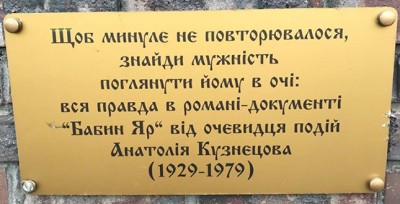 Щоб минуле не повторювалося,
знайди мужність
поглянути йому в очі:
вся правда в романі-документі
“Бабин Яр“ від очевидця подій
Анатолія Кузнєцова
(1929-1979)